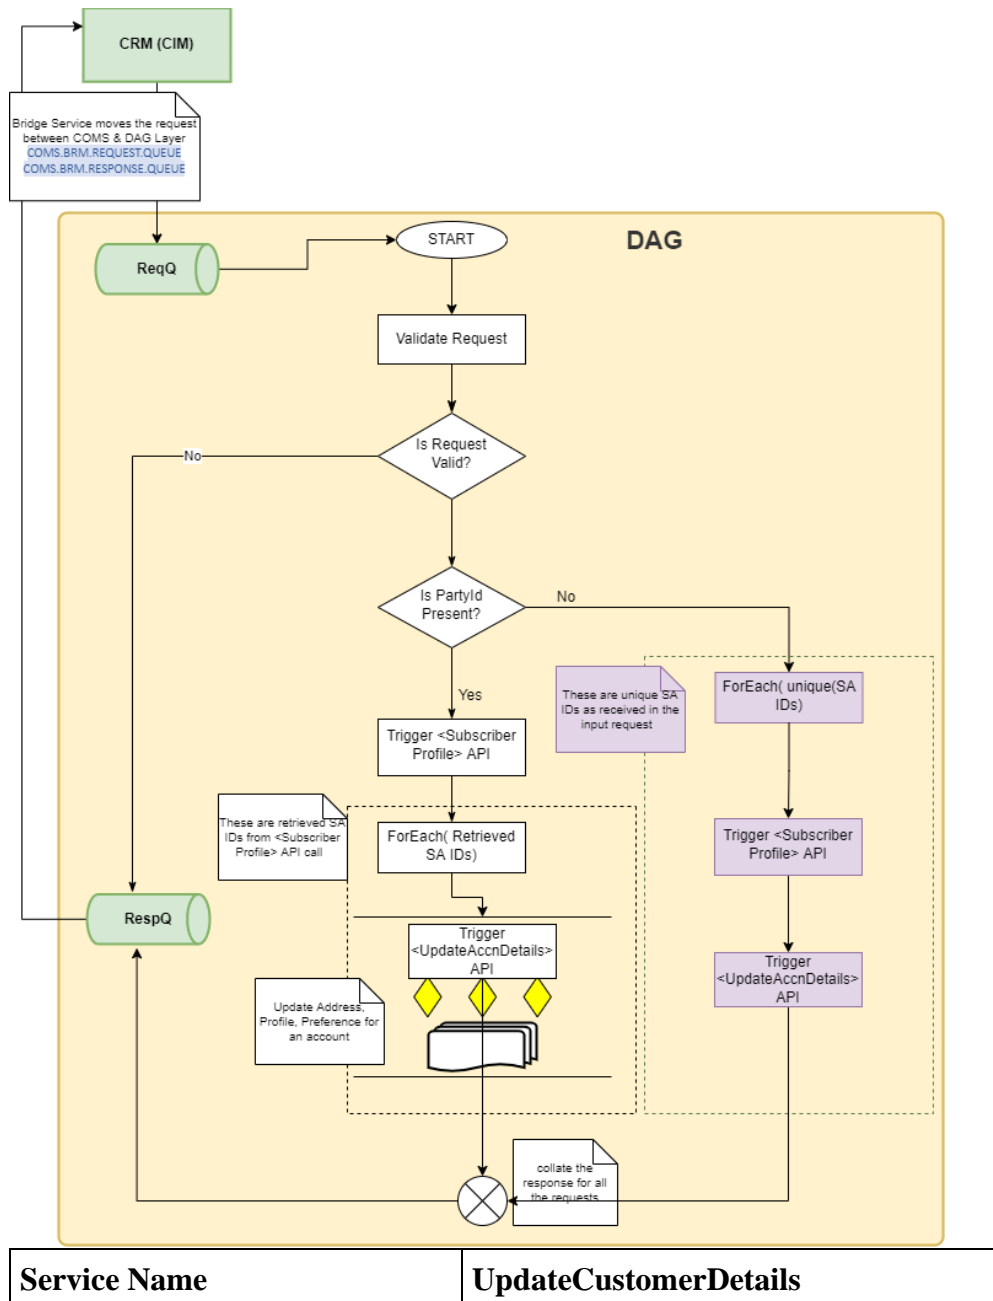 CRM (CIM)
Bridge Service moves the request
between COMS & DAG Layer
COMS.BRM.REQUEST.QUEUE
COMS.BRM.RESPONSE.QUEUE
DAG
START
ReqQ
Validate Request
Is Request
Valid?
No
Is PartyId
Present?
No
Yes
These are unique SA
IDs as received in the
input request
ForEach( unique(SA
IDs)
Trigger <Subscriber
Profile> API
These are retrieved SA
IDs from <Subscriber
Profile> API call
ForEach( Retrieved
SA IDs)
Trigger <Subscriber
Profile> API
RespQ
Trigger
<UpdateAccnDetails>
API
Trigger
<UpdateAccnDetails>
API
Update Address,
Profile, Preference for
an account
collate the
response for all
the requests
Service Name
UpdateCustomerDetails